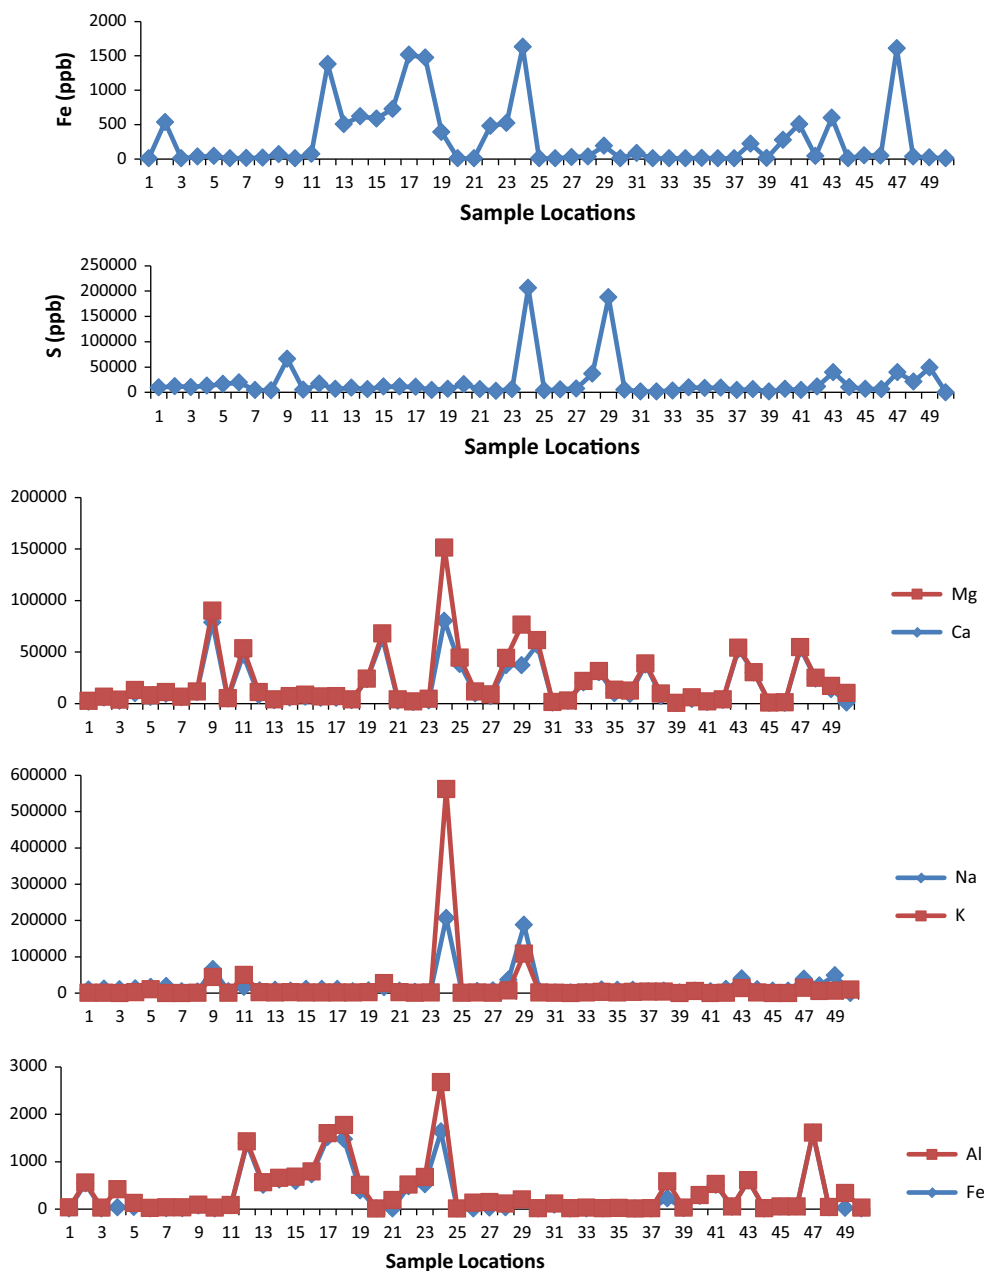 Fe (ppb)
2000
1500
1000
500
0
1 3 5 7 9 11 13 15 17 19 21 23 25 27 29 31 33 35 37 39 41 43 45 47 49
Sample Locations
S (ppb)
250000
200000
150000
100000
50000
0
1 3 5 7 9 11 13 15 17 19 21 23 25 27 29 31 33 35 37 39 41 43 45 47 49
Sample Locations
200000
150000
100000
50000
0
1 3 5 7 9 11 13 15 17 19 21 23 25 27 29 31 33 35 37 39 41 43 45 47 49
Mg
Ca
600000
500000
400000
300000
200000
100000
0
1 3 5 7 9 11 13 15 17 19 21 23 25 27 29 31 33 35 37 39 41 43 45 47 49
Na
K
3000
2000
1000
0
1 3 5 7 9 11 13 15 17 19 21 23 25 27 29 31 33 35 37 39 41 43 45 47 49
Al
Fe
Sample Locations